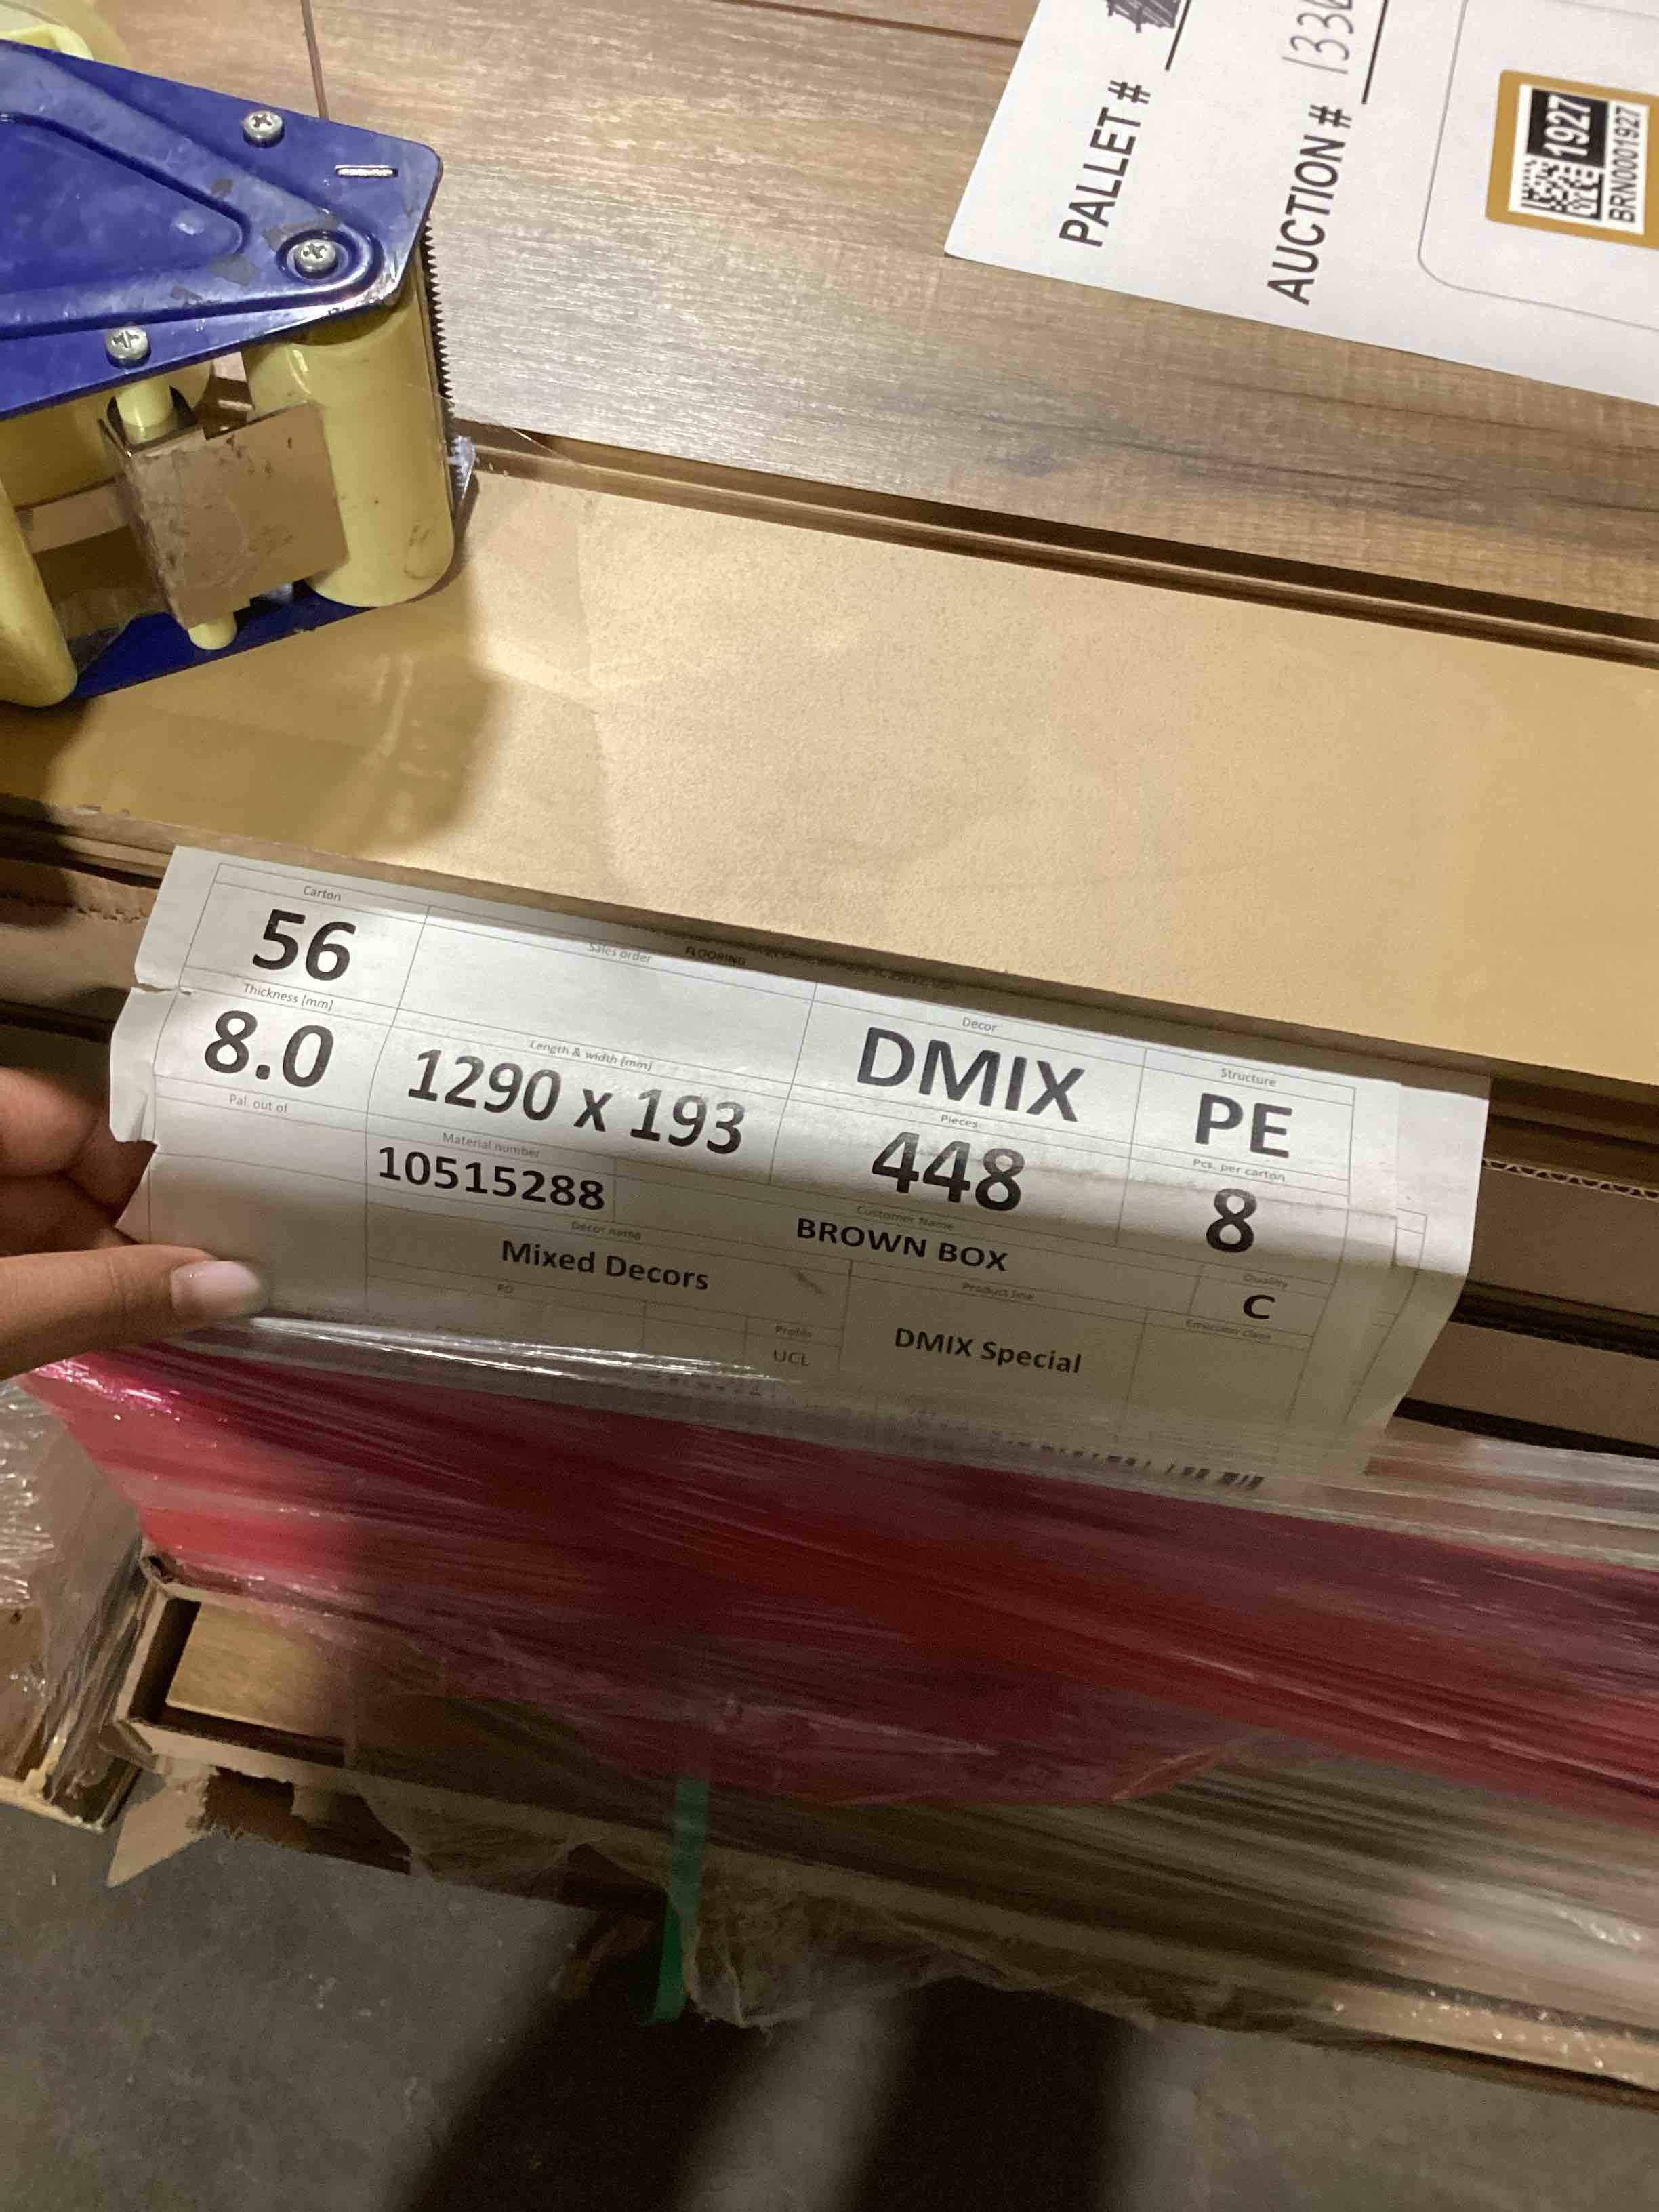 PALLET #
AUCTION # 133
1927
BRN0001927
FLOORING
Carton
56
Sales order
Decor
DMIX
Structure
PE
Thickness [mm]
8.0
Length & width [mm]
1290 x 193
Pieces
448
Pcs. per carton
8
Pal. out of
Material number
10515288
Customer Name
BROWN BOX
Quality
C
Decor name
Mixed Decors
Product line
DMIX Special
Emission class
PO
Profile
UCL